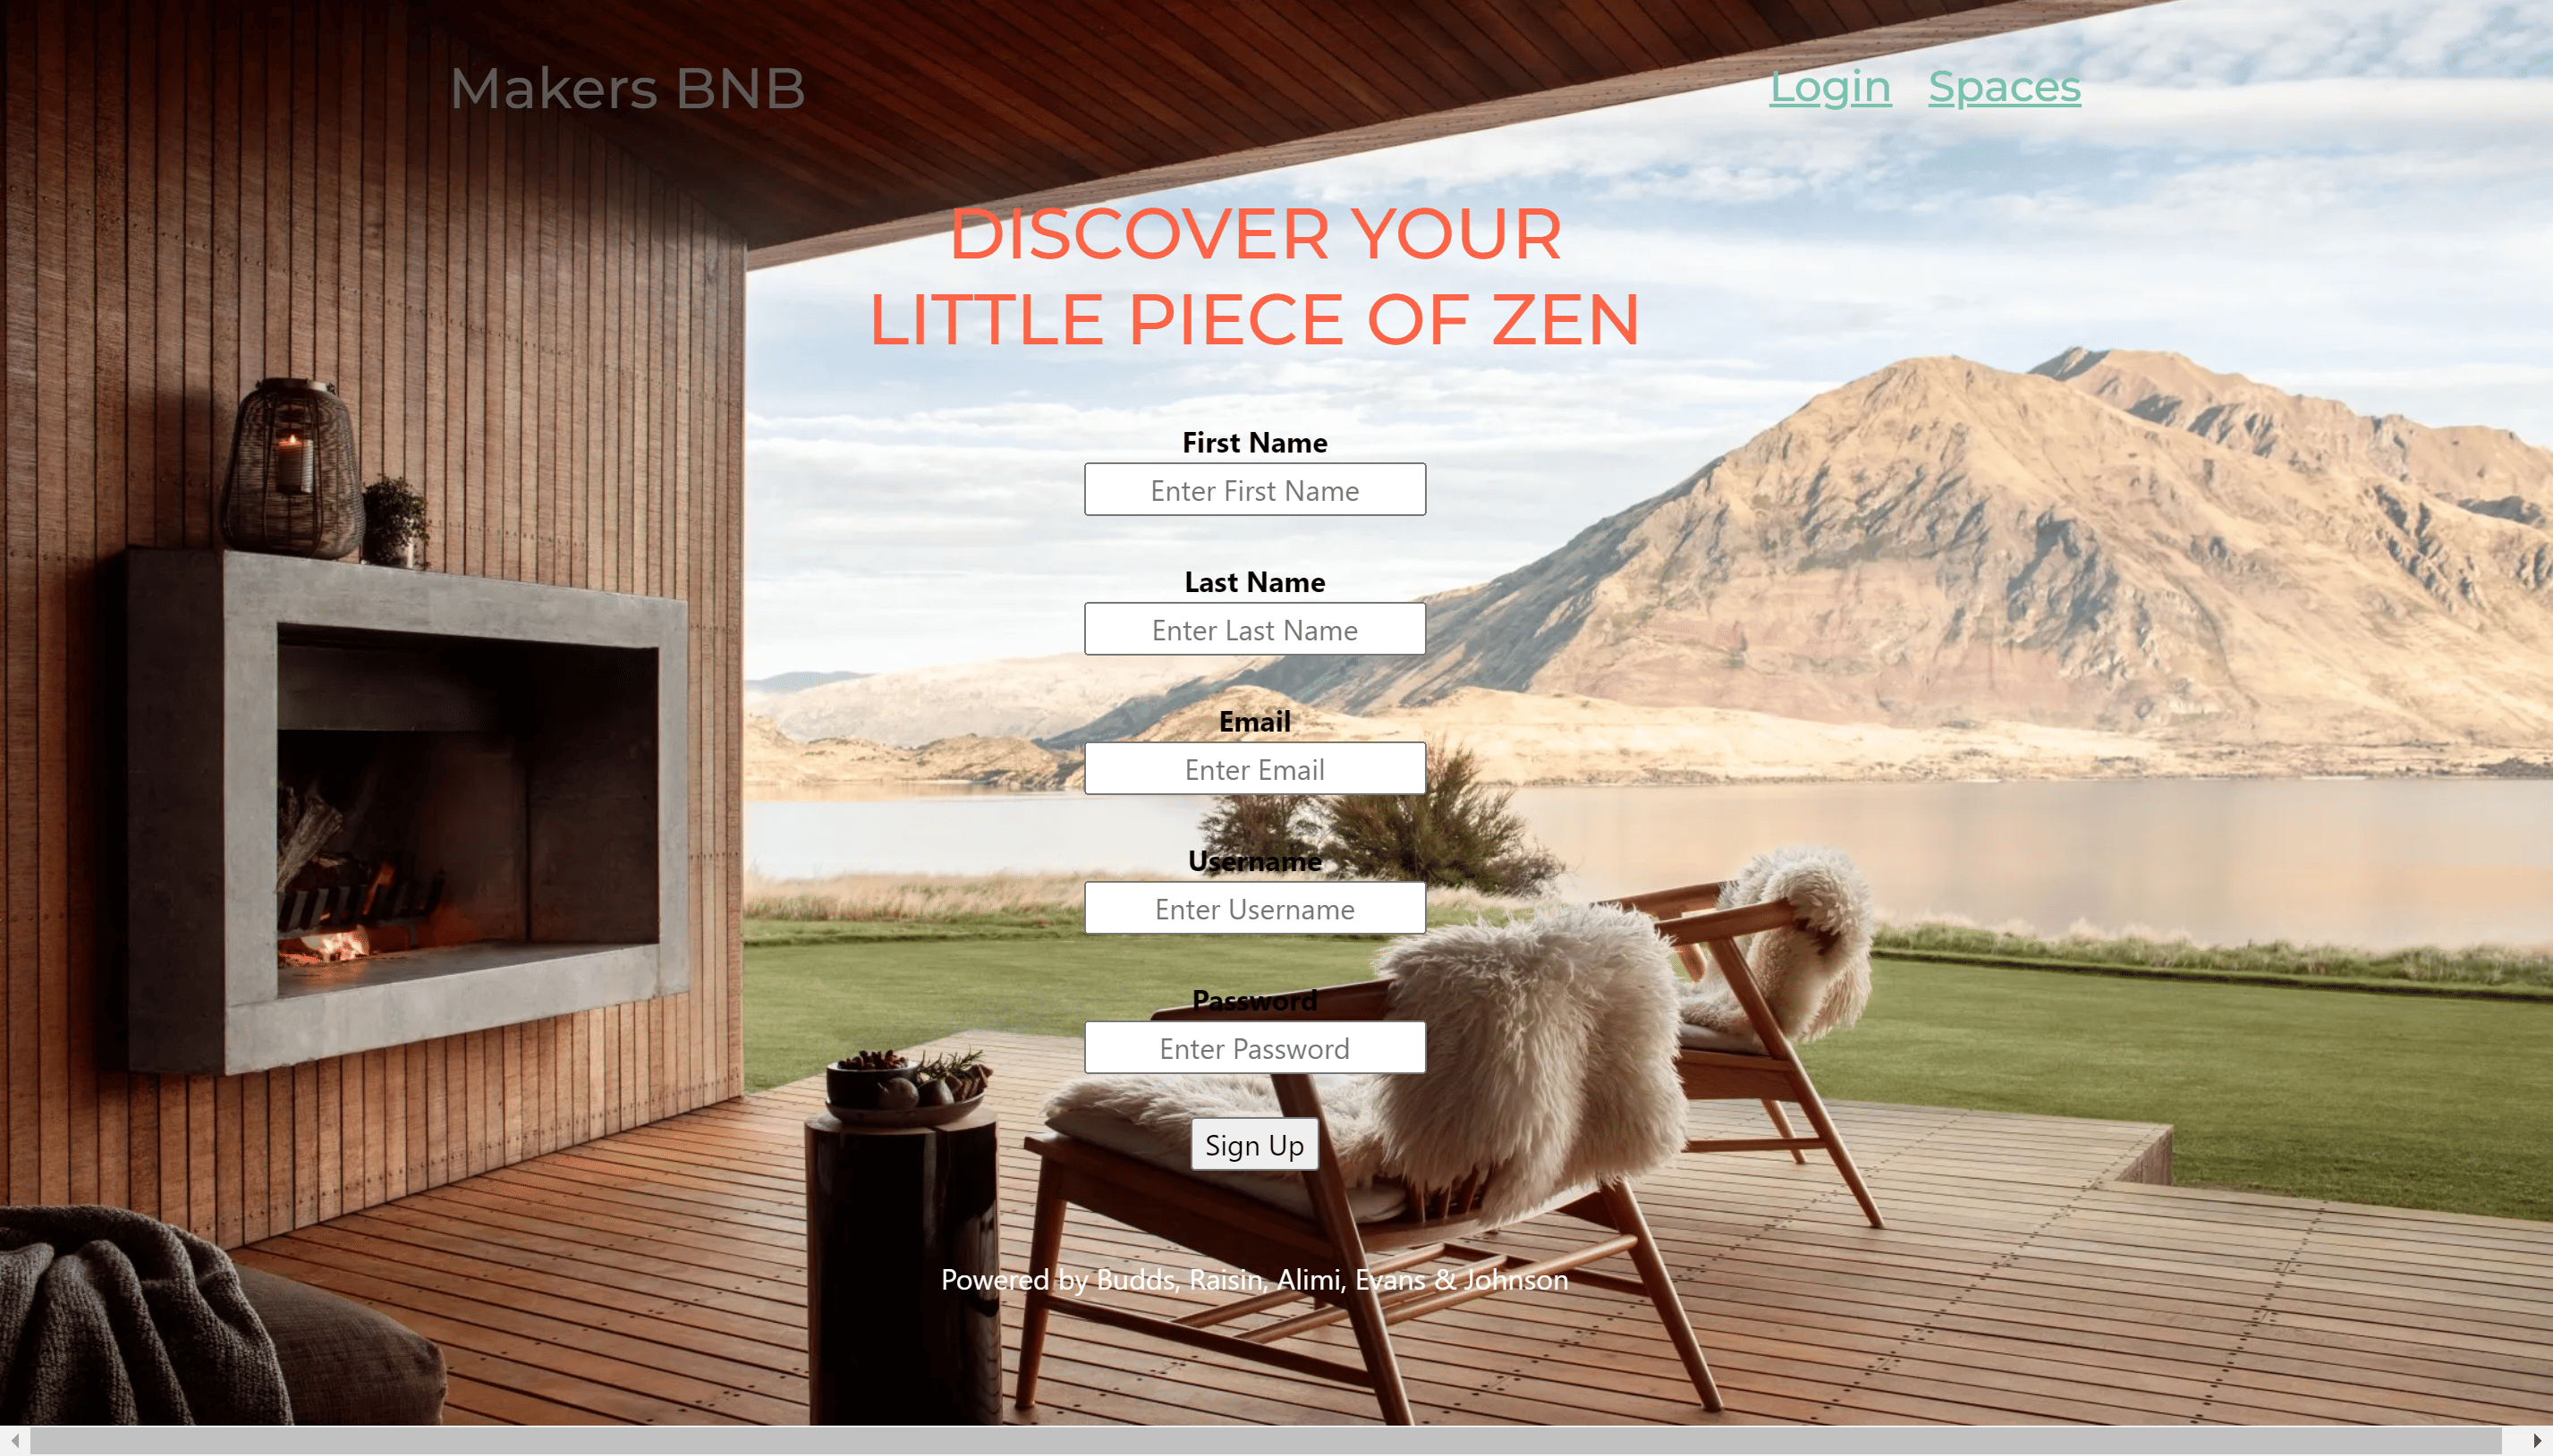 Makers BNB
Login Spaces
DISCOVER YOUR
LITTLE PIECE OF ZEN
First Name
Enter First Name
Last Name
Enter Last Name
Email
Enter Email
Username
Enter Username
Password
Enter Password
Sign Up
Powered by Budds, Raisin, Alimi, Evans & Johnson